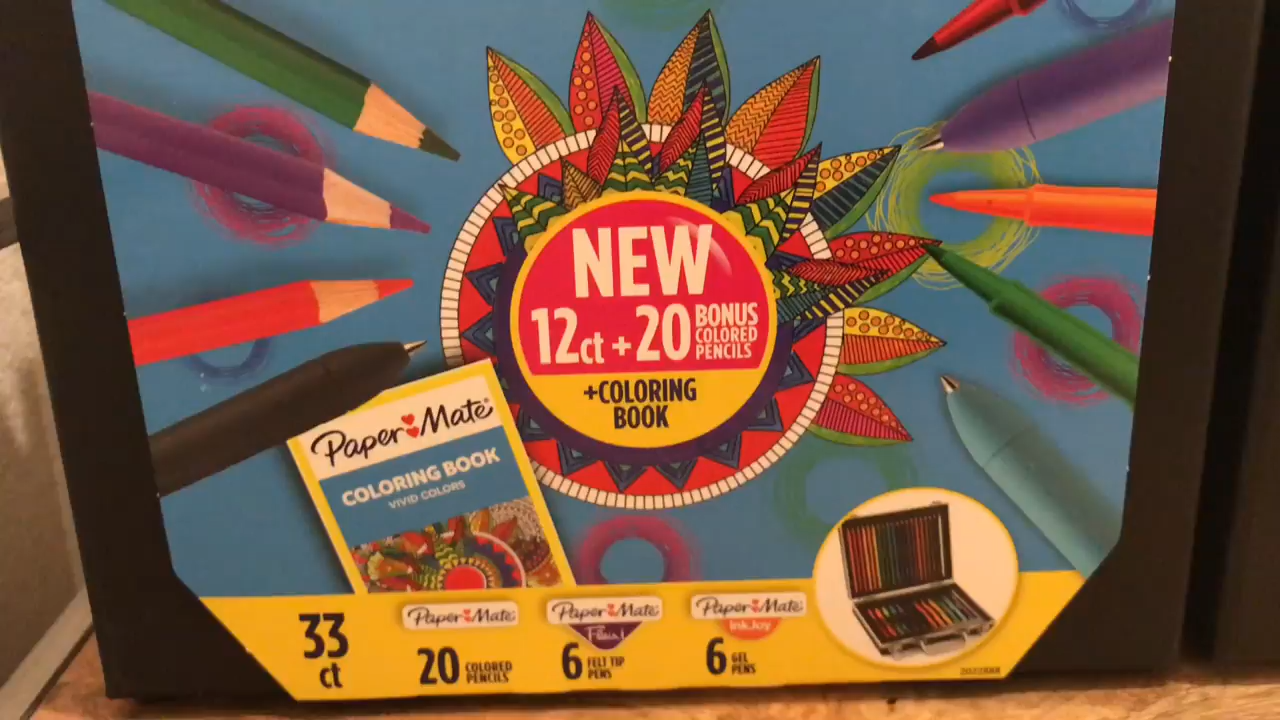 NEW
12ct + 20 BONUS
COLORED
PENCILS
+COLORING
BOOK
Paper Mate®
COLORING BOOK
VIVID COLORS
33
ct
Paper Mate®
20 COLORED
PENCILS
Paper Mate®
Flair!
6 FELT TIP
PENS
Paper Mate®
InkJoy
6 GEL
PENS